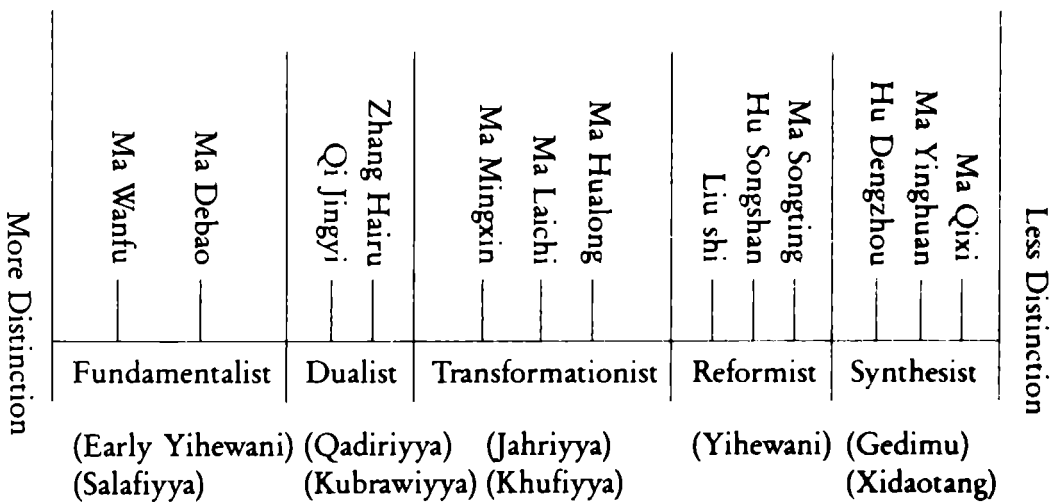 More Distinction
Ma Wanfu
Ma Debao
Qi Jingyi
Zhang Hairu
Ma Mingxin
Ma Laichi
Ma Hualong
Liu shi
Hu Songshan
Ma Songting
Hu Dengzhou
Ma Yinghuan
Ma Qixi
Less Distinction
Fundamentalist Dualist Transformationist Reformist Synthesist
(Early Yihewani) (Qadiriyya) (Jahriyya) (Yihewani) (Gedimu)
(Salafiyya) (Kubrawiyya) (Khufiyya) (Xidaotang)